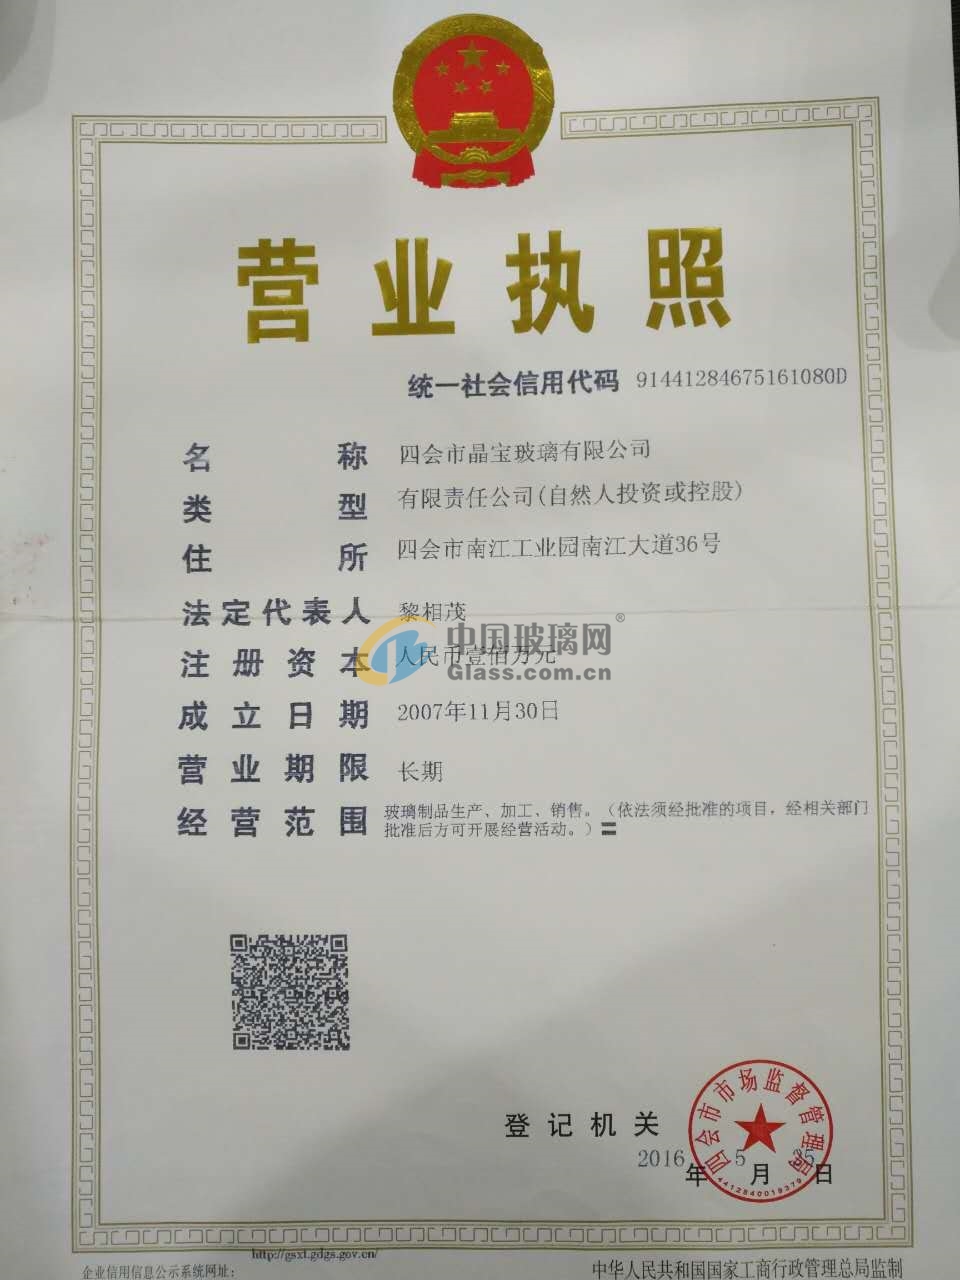 营业执照
统一社会信用代码 91441284675161080D
名称 四会市晶宝玻璃有限公司
类型 有限责任公司(自然人投资或控股)
住所 四会市南江工业园南江大道36号
法定代表人 黎相茂
注册资本 人民币壹佰万元
中国玻璃网®
Glass.com.cn
成立日期 2007年11月30日
营业期限 长期
经营范围 玻璃制品生产、加工、销售。(依法须经批准的项目,经相关部门
批准后方可开展经营活动。)〓
登记机关
四会市市场监督管理局
4412840019379
2016年5月 日
http://gsxt.gdgs.gov.cn/
企业信用信息公示系统网址:
中华人民共和国国家工商行政管理总局监制